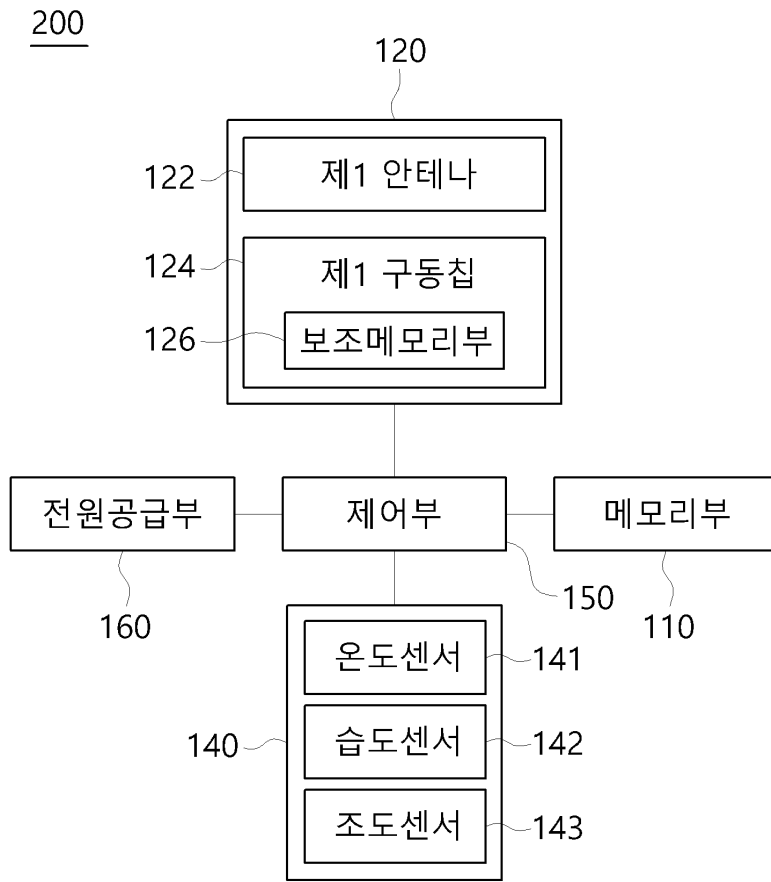 200
120
122 제1 안테나
124 제1 구동칩
126 보조메모리부
전원공급부 제어부 메모리부
160 150 110
온도센서 141
140 습도센서 142
조도센서 143